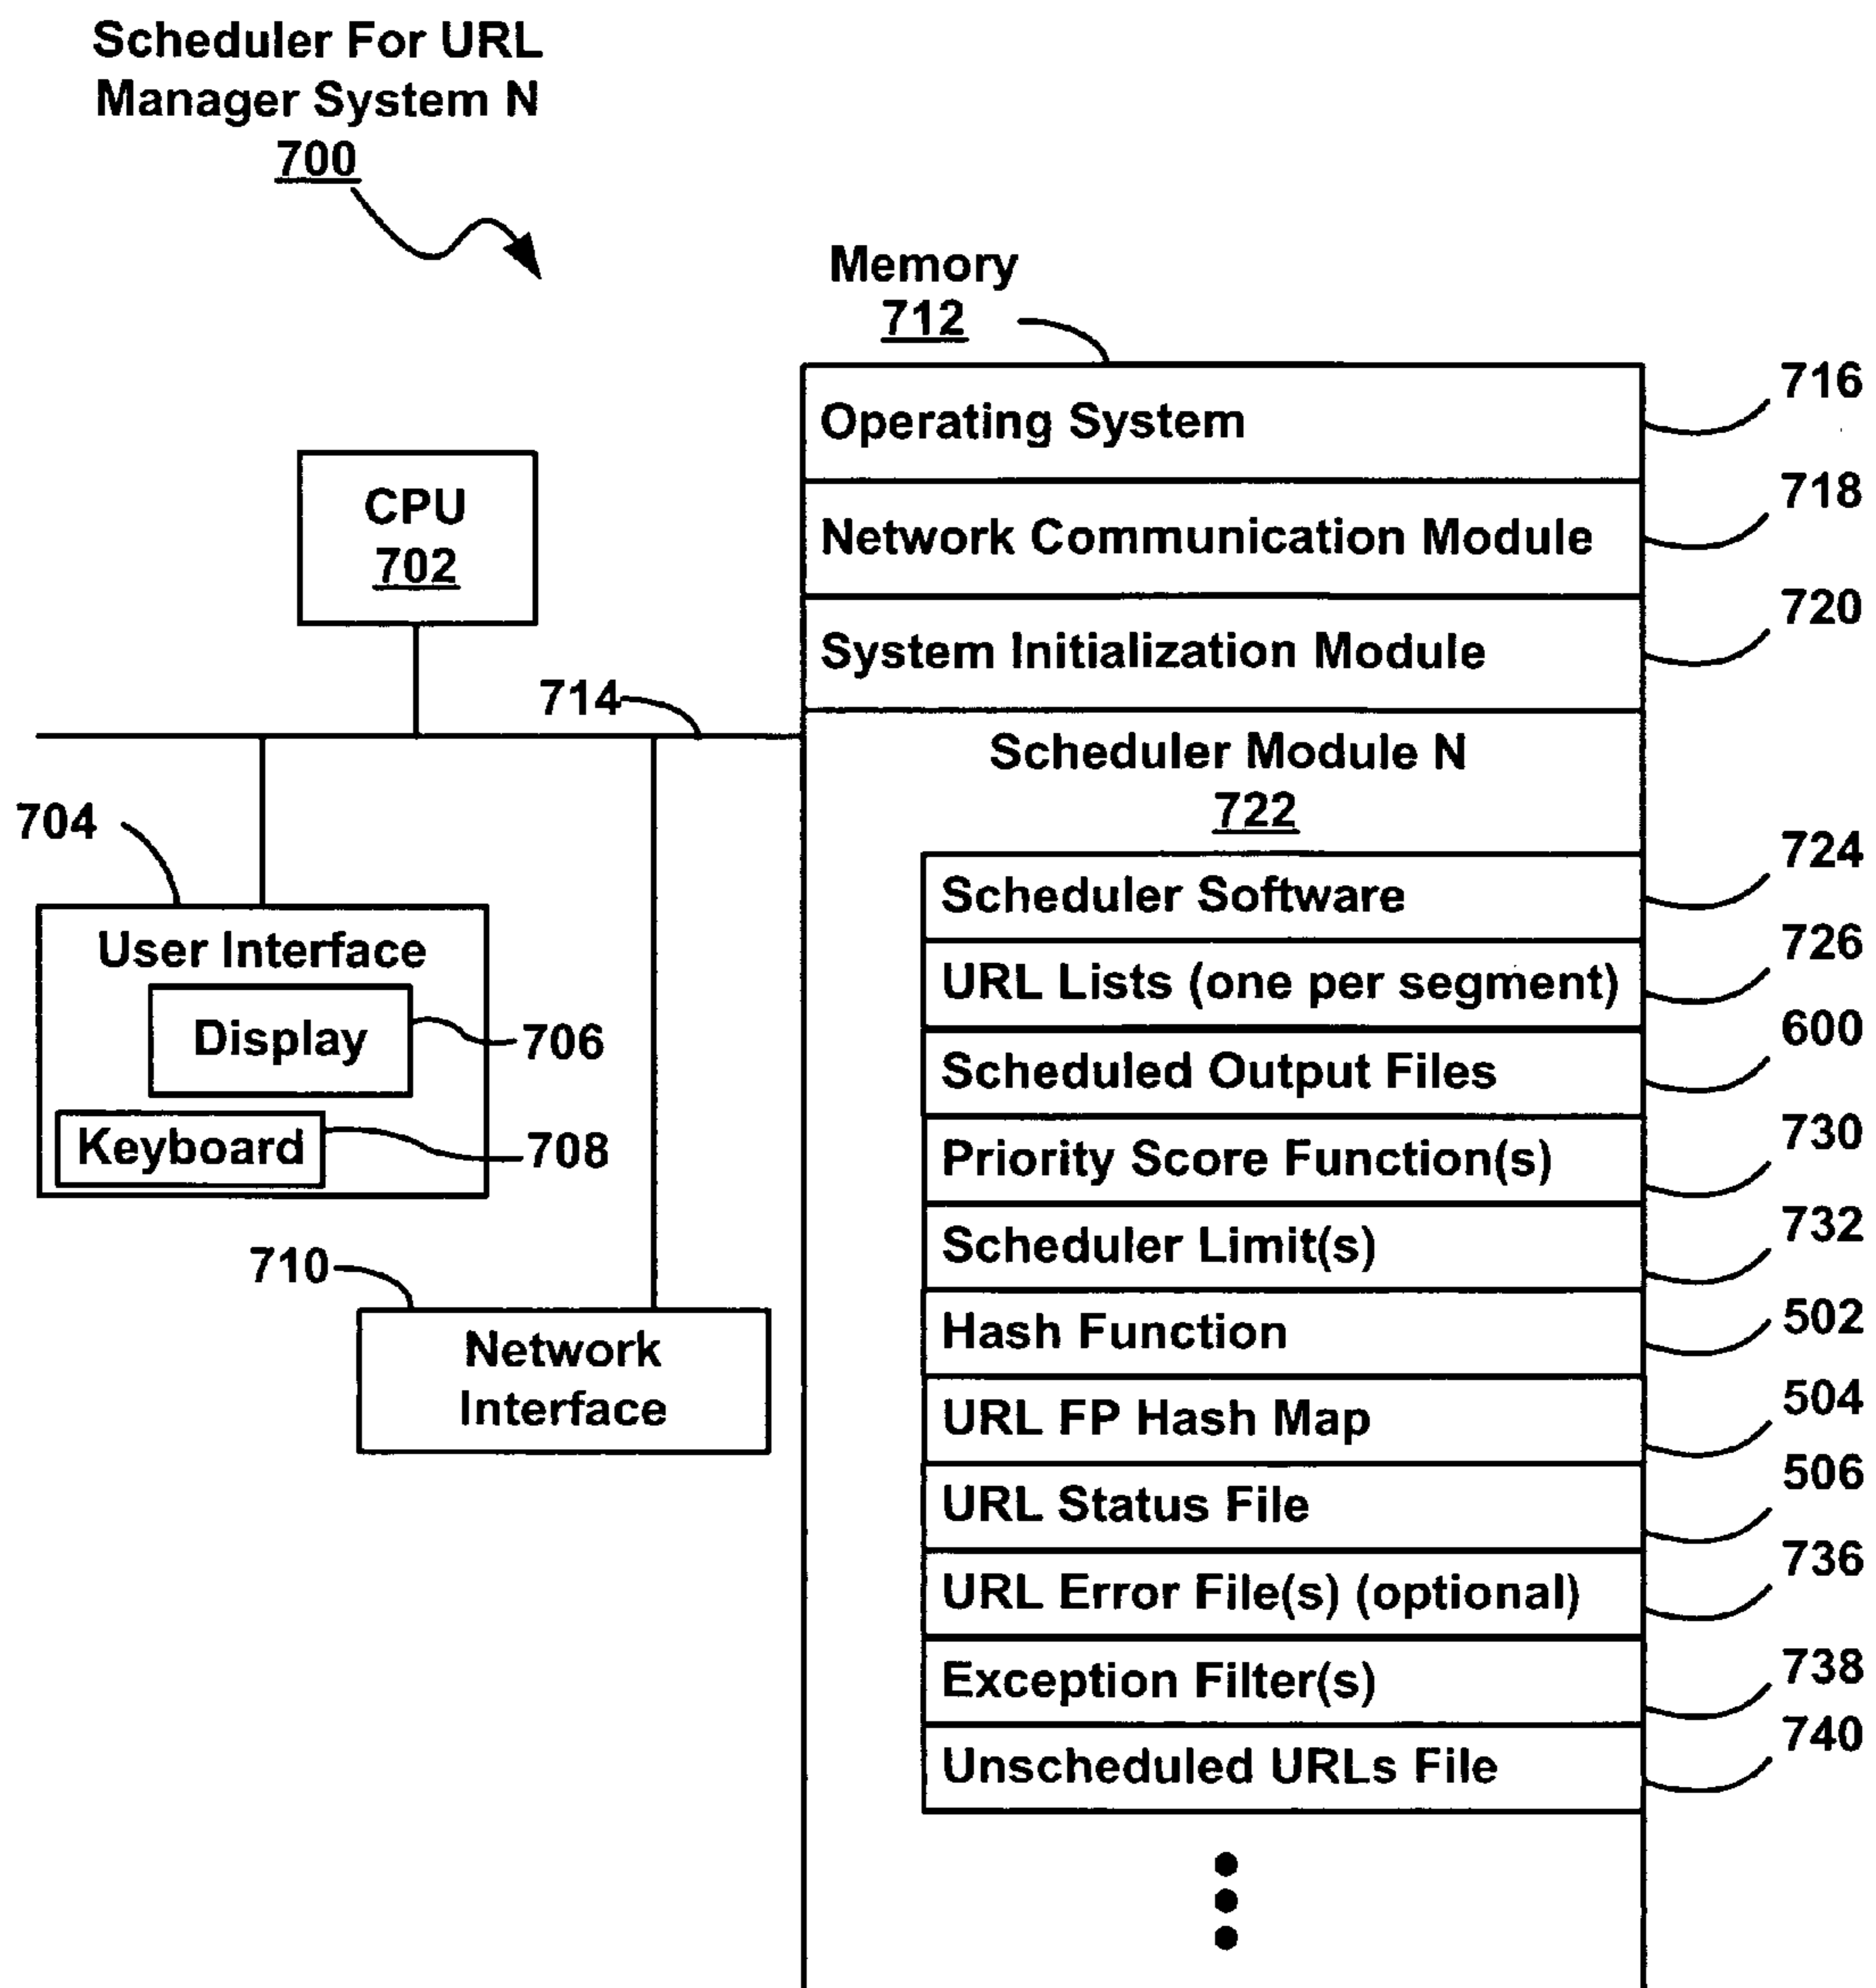 Scheduler For URL
Manager System N
700
Memory
712
Operating System
716
Network Communication Module
718
System Initialization Module
720
CPU
702
714
Scheduler Module N
722
704
User Interface
Display
706
Keyboard
708
710
Network
Interface
Scheduler Software
724
URL Lists (one per segment)
726
Scheduled Output Files
600
Priority Score Function(s)
730
Scheduler Limit(s)
732
Hash Function
502
URL FP Hash Map
504
URL Status File
506
URL Error File(s) (optional)
736
Exception Filter(s)
738
Unscheduled URLs File
740